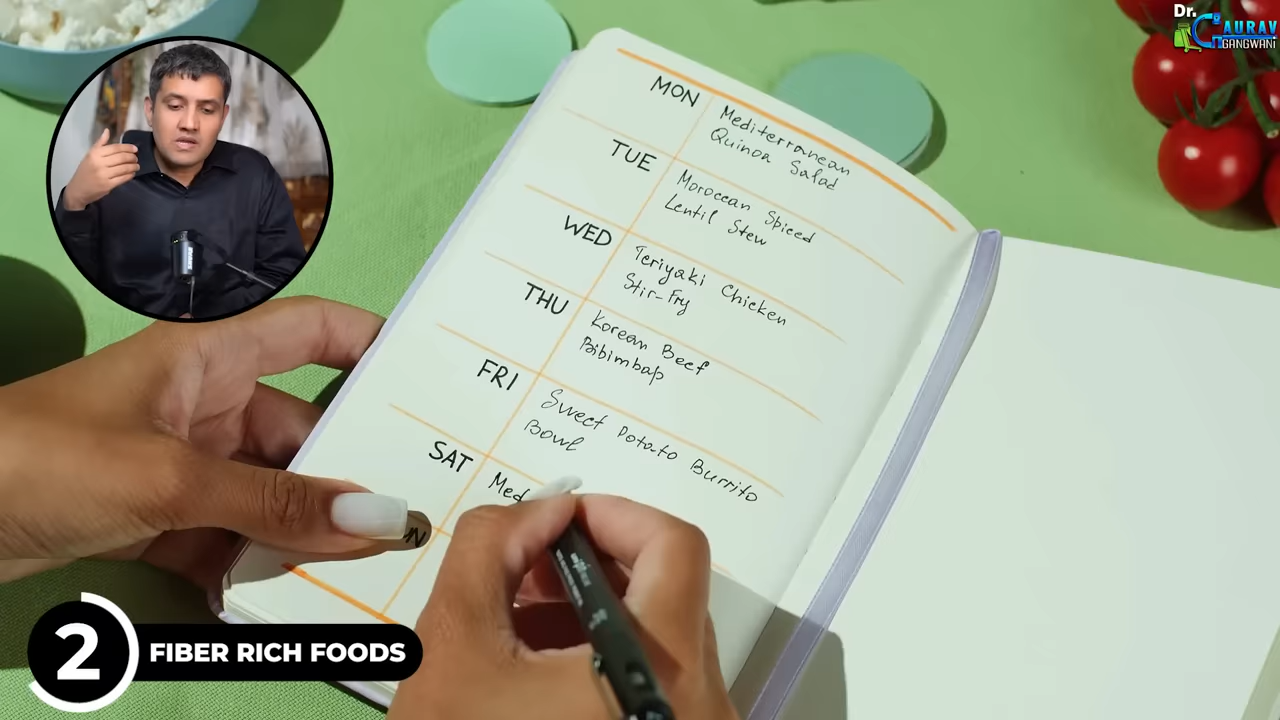 Dr.
GAURAV
GANGWANI
MON
Mediterranean
Quinoa Salad
TUE
Moroccan Spiced
Lentil Stew
WED
Teriyaki Chicken
Stir-Fry
THU
Korean Beef
Bibimbap
FRI
Sweet Potato Burrito
Bowl
SAT
Med
2
FIBER RICH FOODS